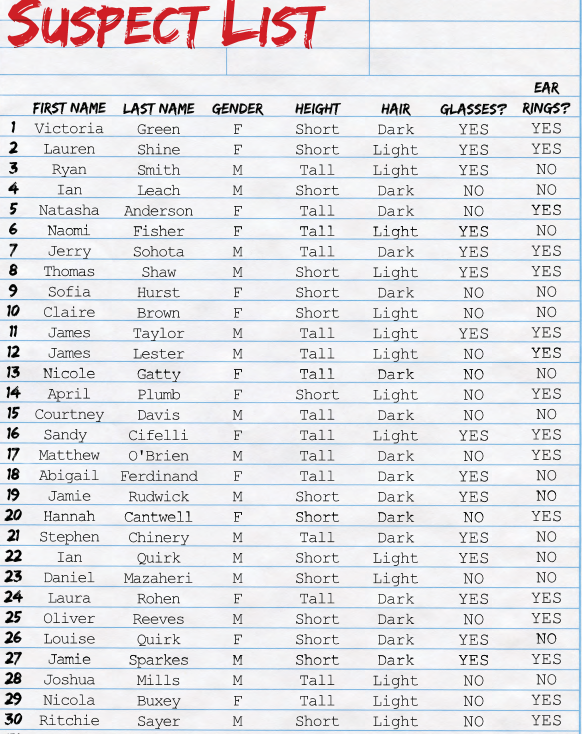 SUSPECT LIST
EAR
FIRST NAME LAST NAME GENDER HEIGHT HAIR GLASSES? RINGS?
1 Victoria Green F Short Dark YES YES
2 Lauren Shine F Short Light YES YES
3 Ryan Smith M Tall Light YES NO
4 Ian Leach M Short Dark NO NO
5 Natasha Anderson F Tall Dark NO YES
6 Naomi Fisher F Tall Light YES NO
7 Jerry Sohota M Tall Dark YES YES
8 Thomas Shaw M Short Light YES YES
9 Sofia Hurst F Short Dark NO NO
10 Claire Brown F Short Light NO NO
11 James Taylor M Tall Light YES YES
12 James Lester M Tall Light NO YES
13 Nicole Gatty F Tall Dark NO NO
14 April Plumb F Short Light NO YES
15 Courtney Davis M Tall Dark NO NO
16 Sandy Cifelli F Tall Light YES YES
17 Matthew O'Brien M Tall Dark NO YES
18 Abigail Ferdinand F Tall Dark YES NO
19 Jamie Rudwick M Short Dark YES NO
20 Hannah Cantwell F Short Dark NO YES
21 Stephen Chinery M Tall Dark YES NO
22 Ian Quirk M Short Light YES NO
23 Daniel Mazaheri M Short Light NO NO
24 Laura Rohen F Tall Dark YES YES
25 Oliver Reeves M Short Dark NO YES
26 Louise Quirk F Short Dark YES NO
27 Jamie Sparkes M Short Dark YES YES
28 Joshua Mills M Tall Light NO NO
29 Nicola Buxey F Tall Light NO YES
30 Ritchie Sayer M Short Light NO YES